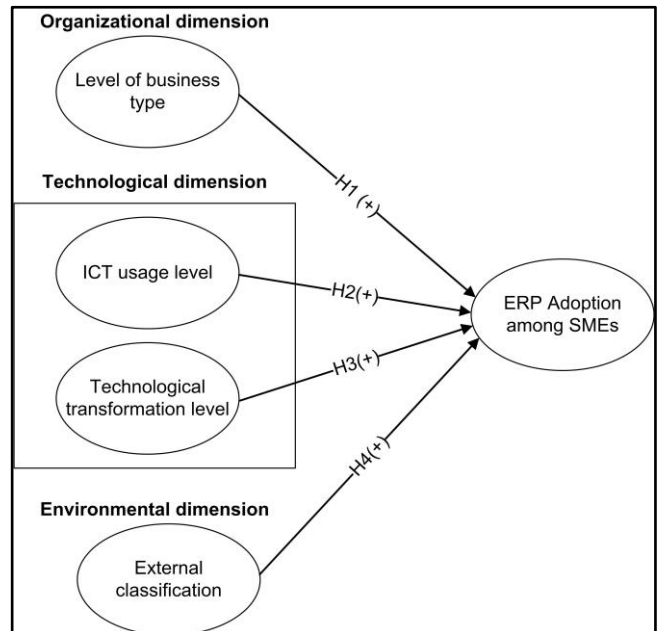 Organizational dimension
Level of business
type
H1 (+)
Technological dimension
ICT usage level
H2(+)
ERP Adoption
among SMEs
Technological
transformation level
H3(+)
H4(+)
Environmental dimension
External
classification